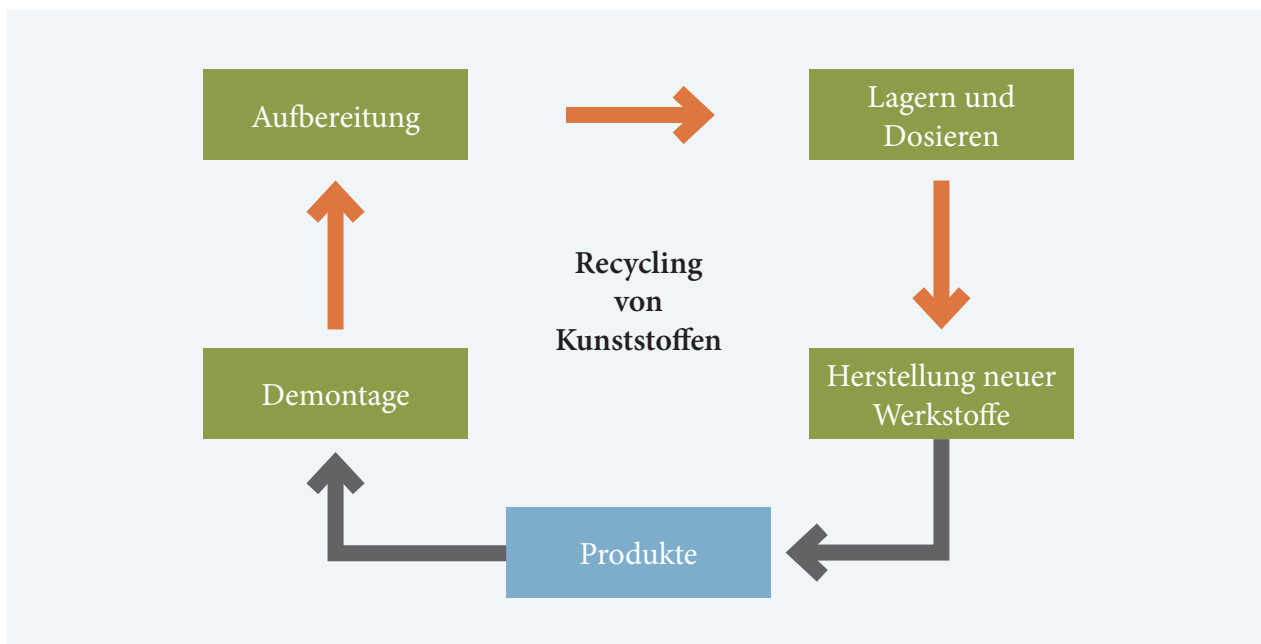 Aufbereitung
Lagern und
Dosieren
Recycling
von
Kunststoffen
Demontage
Herstellung neuer
Werkstoffe
Produkte